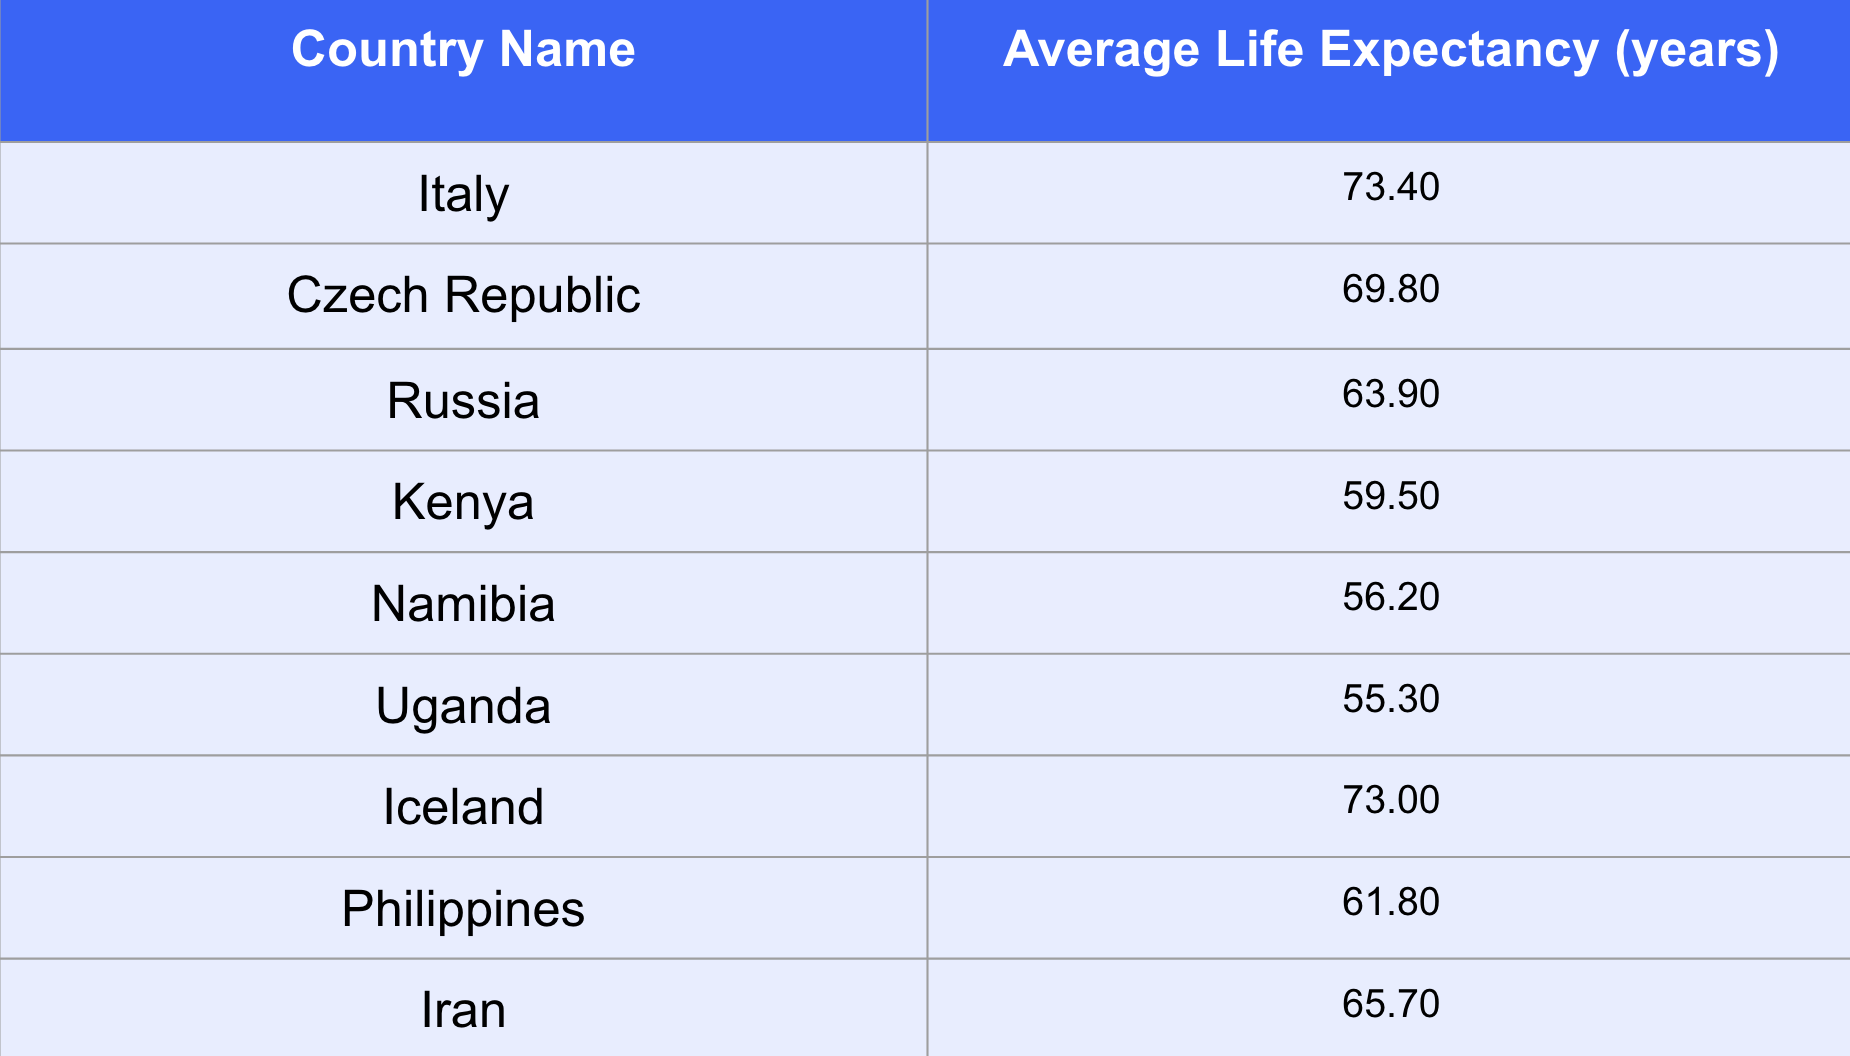 Country Name Average Life Expectancy (years)
Italy 73.40
Czech Republic 69.80
Russia 63.90
Kenya 59.50
Namibia 56.20
Uganda 55.30
Iceland 73.00
Philippines 61.80
Iran 65.70